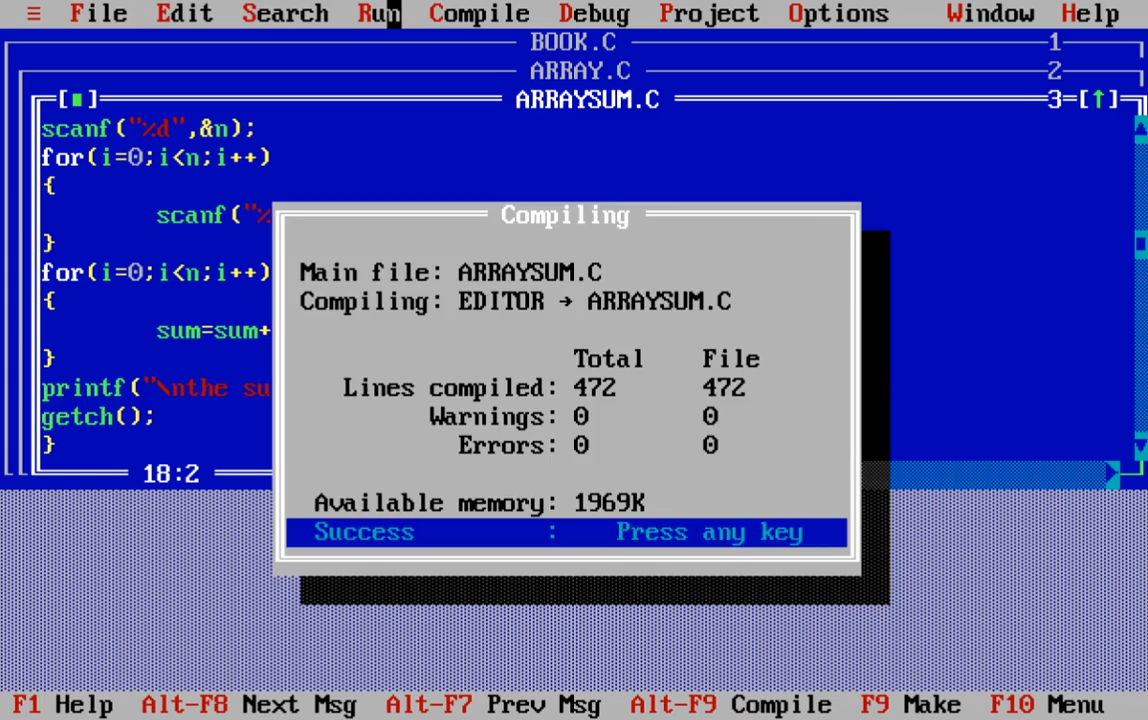 ≡ File Edit Search Run Compile Debug Project Options Window Help
BOOK.C 1
ARRAY.C 2
[■] ARRAYSUM.C 3=[↑]
scanf("%d",&n);
for(i=0;i<n;i++)
{
scanf("%
}
for(i=0;i<n;i++)
{
sum=sum+
}
printf("\nthe su
getch();
}
18:2
Compiling
Main file: ARRAYSUM.C
Compiling: EDITOR → ARRAYSUM.C
Total File
Lines compiled: 472 472
Warnings: 0 0
Errors: 0 0
Available memory: 1969K
Success : Press any key
F1 Help Alt-F8 Next Msg Alt-F7 Prev Msg Alt-F9 Compile F9 Make F10 Menu